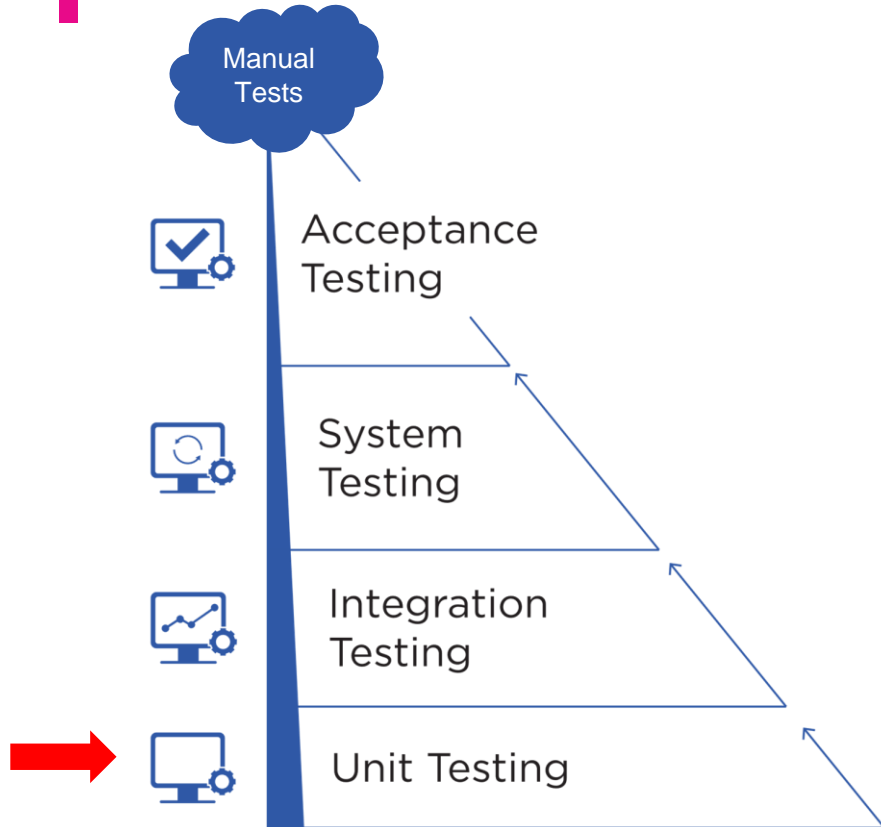 Manual
Tests
Acceptance
Testing
System
Testing
Integration
Testing
Unit Testing